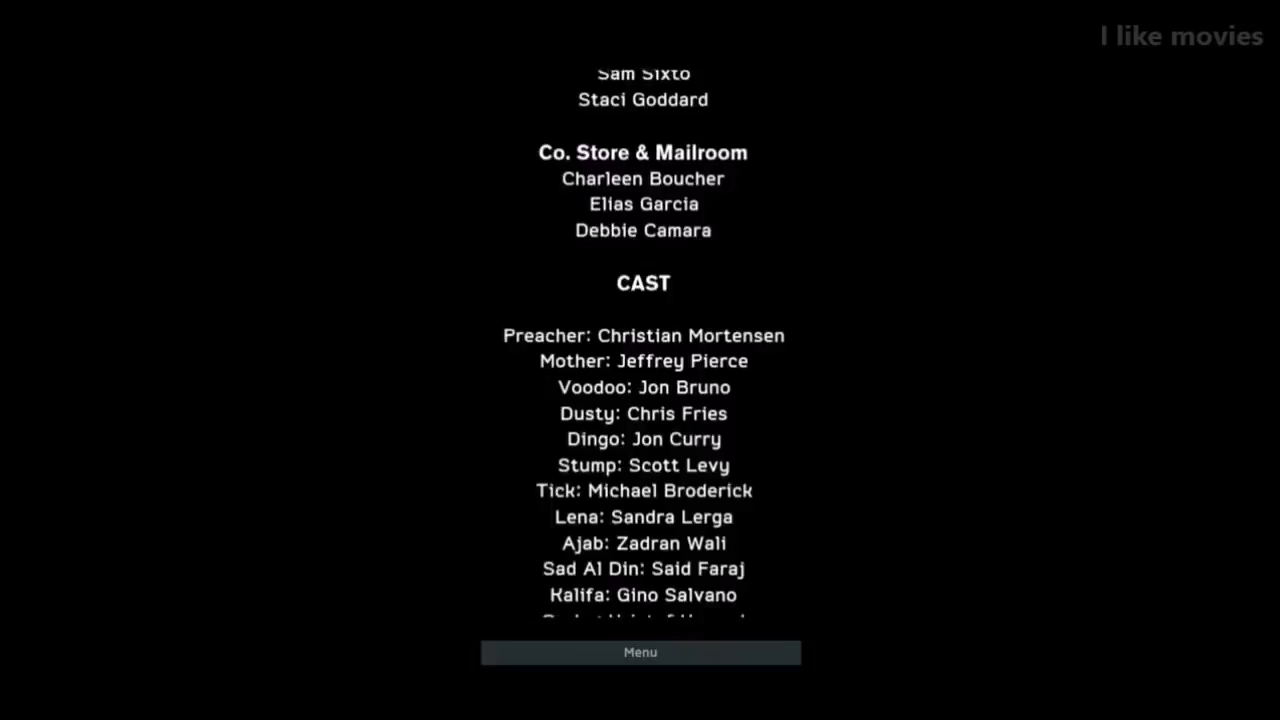 I like movies
Sam Sixto
Staci Goddard
Co. Store & Mailroom
Charleen Boucher
Elias Garcia
Debbie Camara
CAST
Preacher: Christian Mortensen
Mother: Jeffrey Pierce
Voodoo: Jon Bruno
Dusty: Chris Fries
Dingo: Jon Curry
Stump: Scott Levy
Tick: Michael Broderick
Lena: Sandra Lerga
Ajab: Zadran Wali
Sad Al Din: Said Faraj
Kalifa: Gino Salvano
Menu